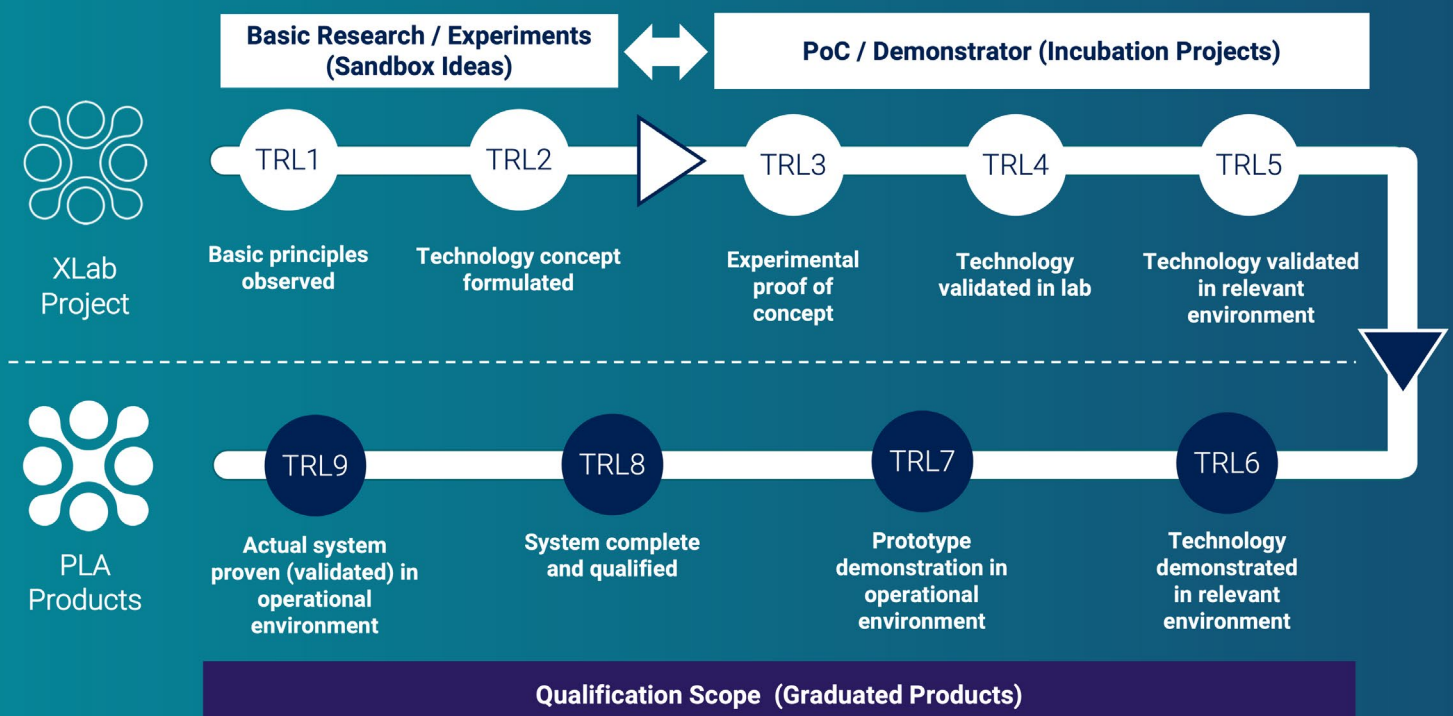 Basic Research / Experiments
(Sandbox Ideas)
PoC / Demonstrator (Incubation Projects)
XLab
Project
TRL1
TRL2
TRL3
TRL4
TRL5
Basic principles
observed
Technology concept
formulated
Experimental
proof of
concept
Technology
validated in lab
Technology validated
in relevant
environment
PLA
Products
TRL9
TRL8
TRL7
TRL6
Actual system
proven (validated) in
operational
environment
System complete
and qualified
Prototype
demonstration in
operational
environment
Technology
demonstrated
in relevant
environment
Qualification Scope (Graduated Products)